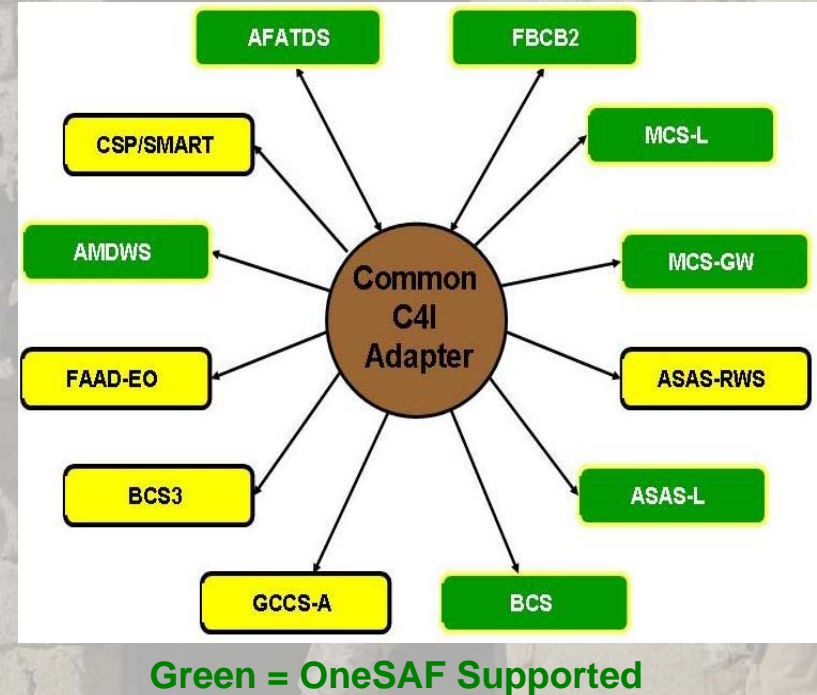 AFATDS
FBCB2
CSP/SMART
MCS-L
AMDWS
MCS-GW
Common
C4I
Adapter
FAAD-EO
ASAS-RWS
BCS3
ASAS-L
GCCS-A
BCS
Green = OneSAF Supported